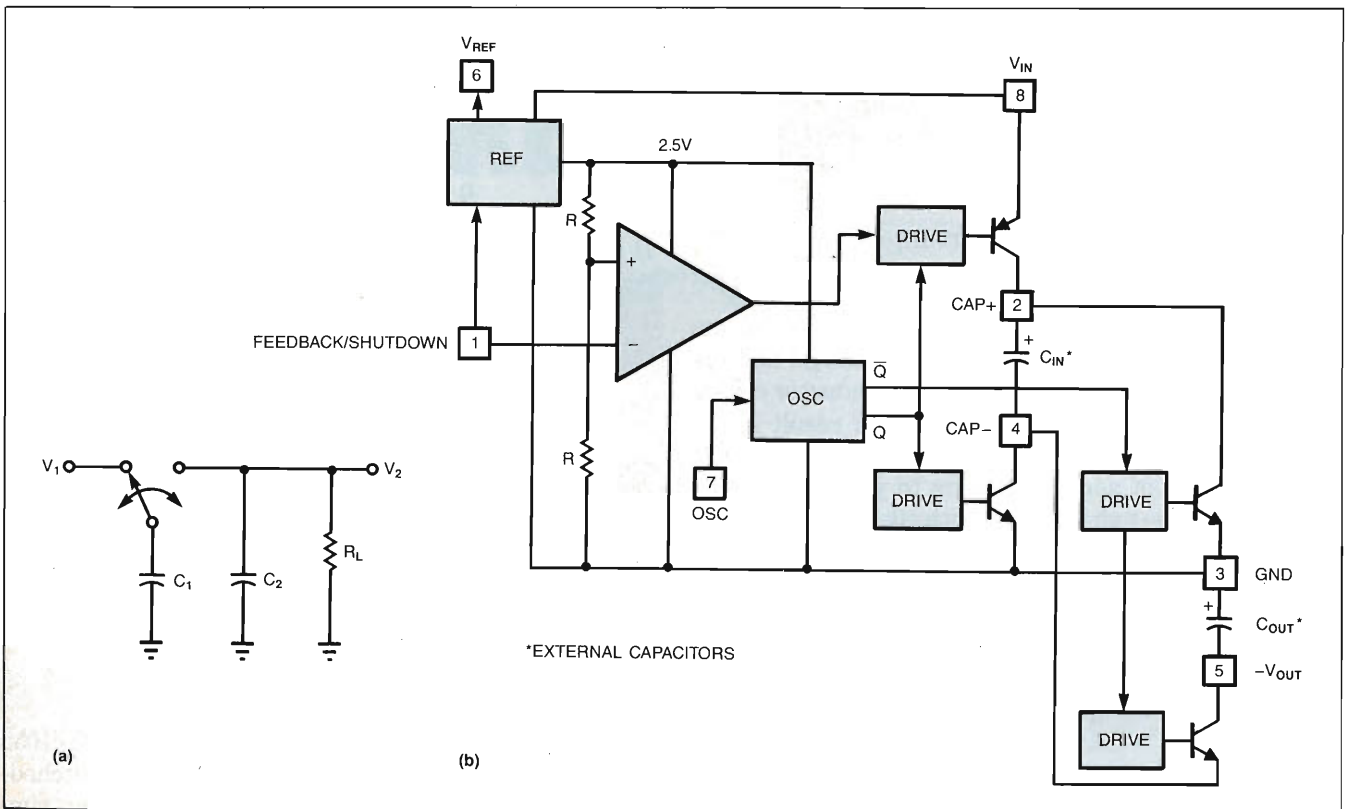 V_REF
6
V_IN
8
REF
2.5V
R
+
DRIVE
CAP+
2
FEEDBACK/SHUTDOWN
1
−
+
C_IN*
Q̅
OSC
Q
CAP−
4
V₁
V₂
R
7
OSC
DRIVE
DRIVE
R_L
C₁
C₂
3
GND
+
C_OUT*
*EXTERNAL CAPACITORS
5
−V_OUT
DRIVE
(a)
(b)